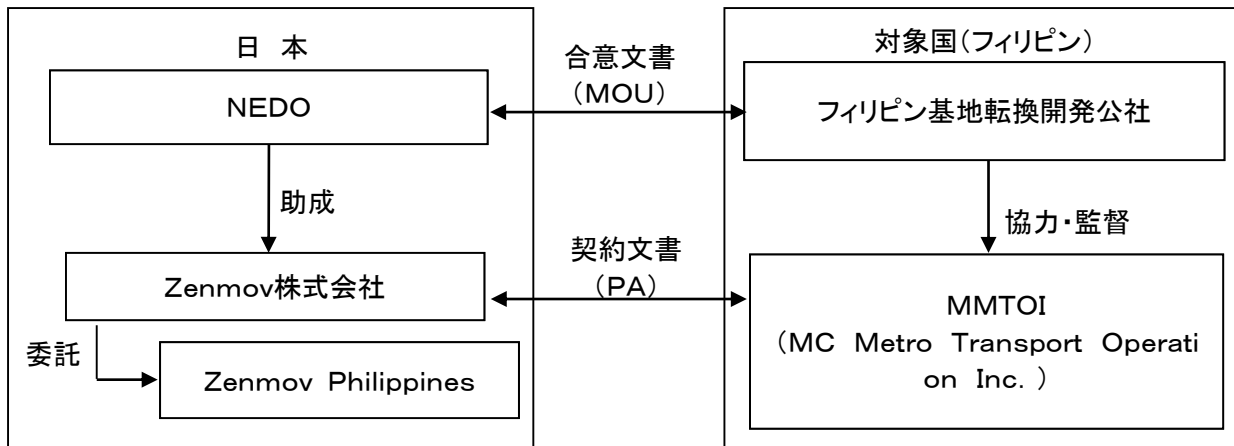 日 本
NEDO
助成
Zenmov株式会社
委託
Zenmov Philippines
合意文書
（MOU）
契約文書
（PA）
対象国（フィリピン）
フィリピン基地転換開発公社
協力・監督
MMTOI
（MC Metro Transport Operati
on Inc. ）